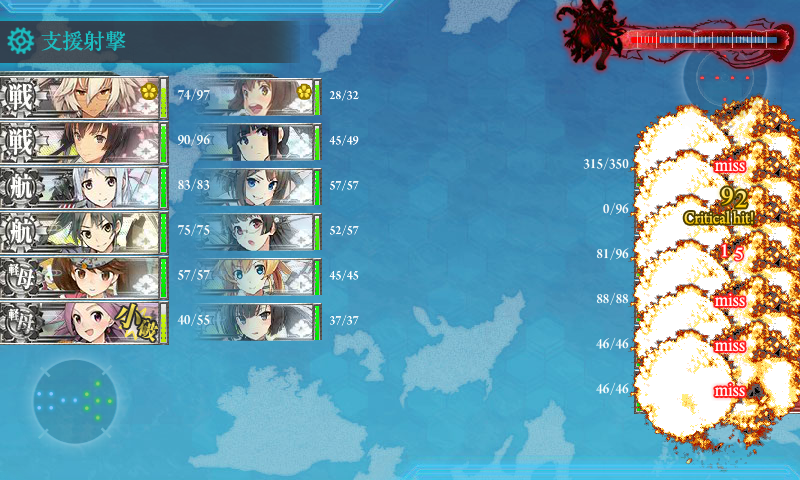 支援射撃
戦 74/97 28/32
戦 90/96 45/49
航 83/83 57/57
航 75/75 52/57
軽母 57/57 45/45
軽母 小破 40/55 37/37
315/350 miss
0/96 92
Critical hit!
81/96 15
88/88 miss
46/46 miss
46/46 miss